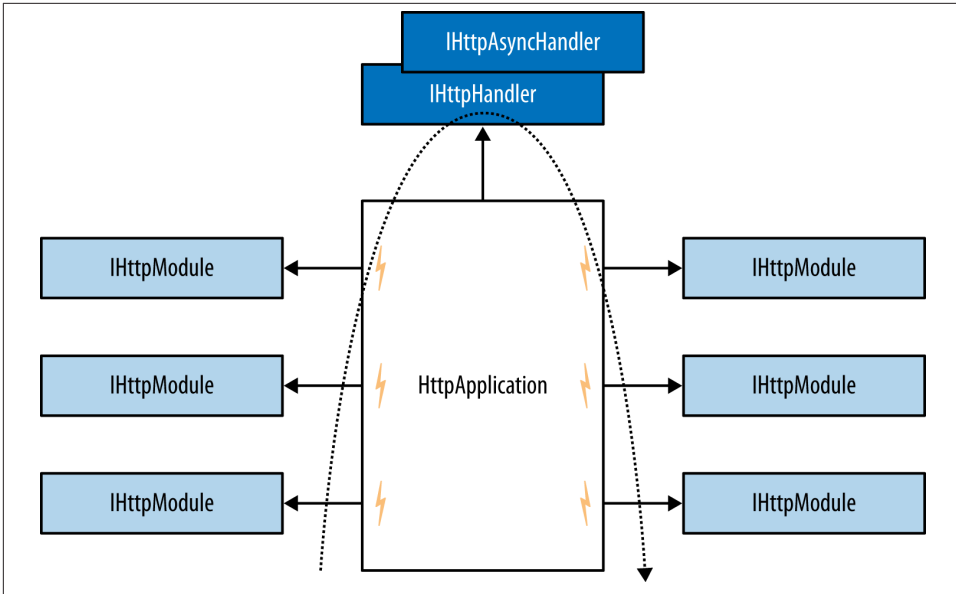 IHttpAsyncHandler
IHttpHandler
IHttpModule
IHttpModule
IHttpModule
HttpApplication
IHttpModule
IHttpModule
IHttpModule